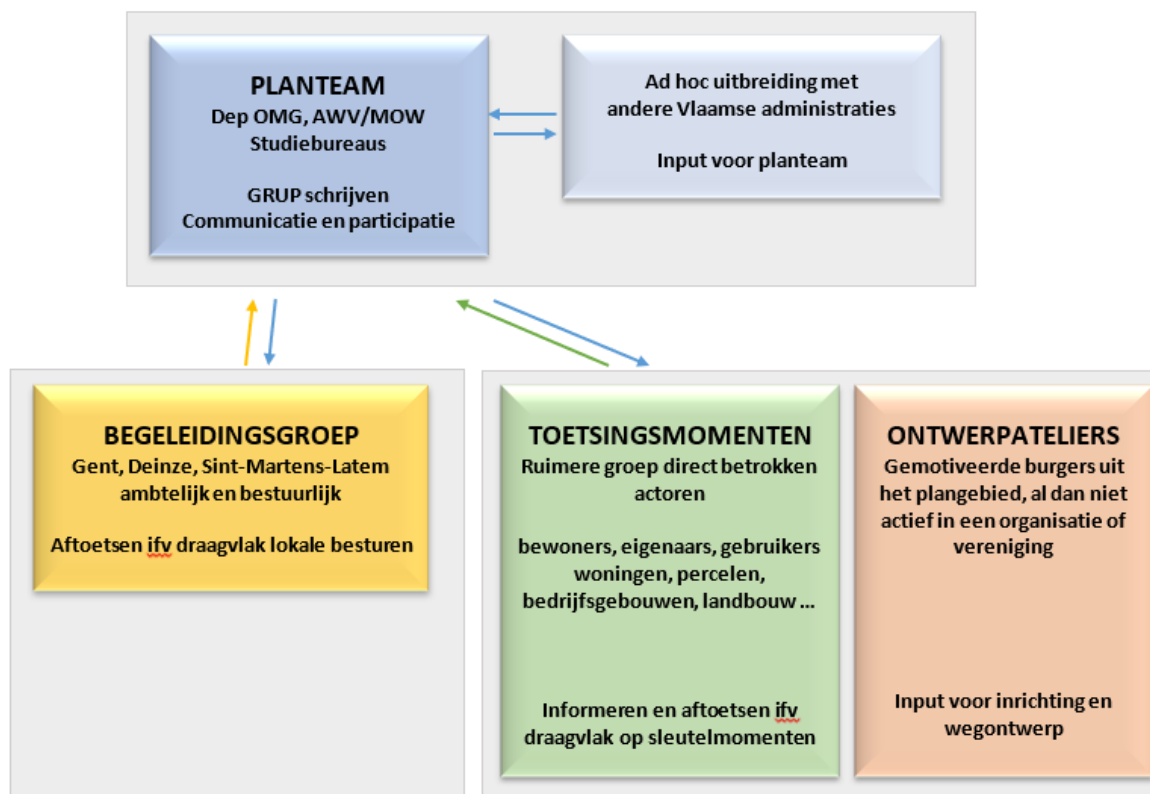 PLANTEAM
Dep OMG, AWV/MOW
Studiebureaus
GRUP schrijven
Communicatie en participatie
Ad hoc uitbreiding met
andere Vlaamse administraties
Input voor planteam
BEGELEIDINGSGROEP
Gent, Deinze, Sint-Martens-Latem
ambtelijk en bestuurlijk
Aftoetsen ifv draagvlak lokale besturen
TOETSINGSMOMENTEN
Ruimere groep direct betrokken
actoren
bewoners, eigenaars, gebruikers
woningen, percelen,
bedrijfsgebouwen, landbouw ...
Informeren en aftoetsen ifv
draagvlak op sleutelmomenten
ONTWERPATELIERS
Gemotiveerde burgers uit
het plangebied, al dan niet
actief in een organisatie of
vereniging
Input voor inrichting en
wegontwerp